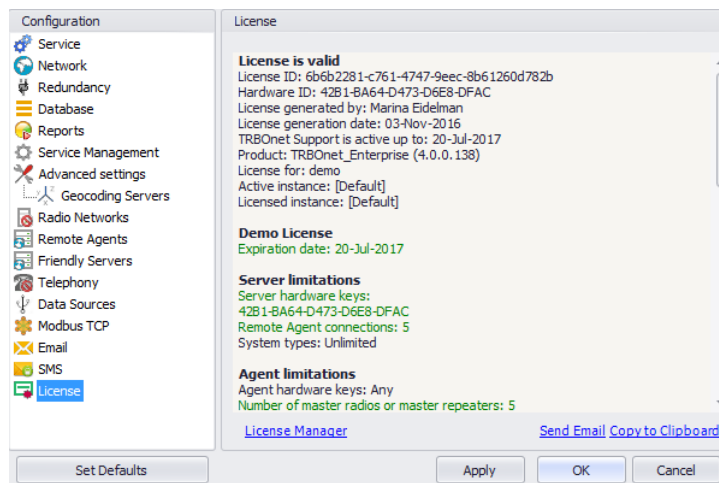 Configuration
Service
Network
Redundancy
Database
Reports
Service Management
Advanced settings
Geocoding Servers
Radio Networks
Remote Agents
Friendly Servers
Telephony
Data Sources
Modbus TCP
Email
SMS
License
License
License is valid
License ID: 6b6b2281-c761-4747-9eec-8b61260d782b
Hardware ID: 42B1-BA64-D473-D6E8-DFAC
License generated by: Marina Eidelman
License generation date: 03-Nov-2016
TRBOnet Support is active up to: 20-Jul-2017
Product: TRBOnet_Enterprise (4.0.0.138)
License for: demo
Active instance: [Default]
Licensed instance: [Default]
Demo License
Expiration date: 20-Jul-2017
Server limitations
Server hardware keys:
42B1-BA64-D473-D6E8-DFAC
Remote Agent connections: 5
System types: Unlimited
Agent limitations
Agent hardware keys: Any
Number of master radios or master repeaters: 5
License Manager
Send Email Copy to Clipboard
Set Defaults
Apply
OK
Cancel